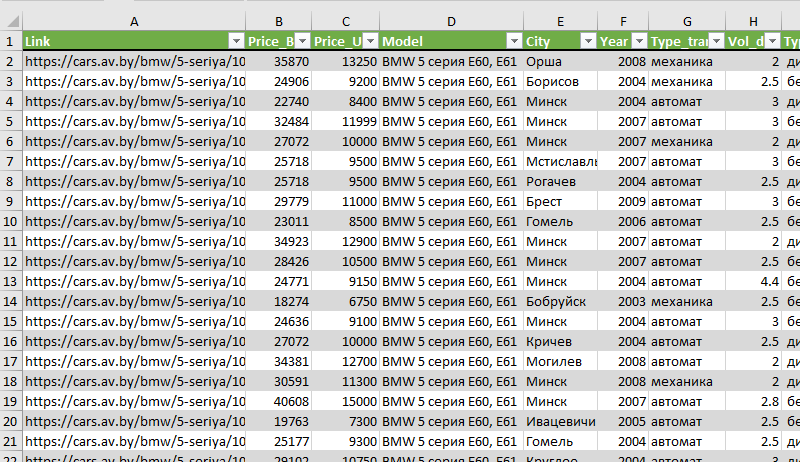 A B C D E F G H
1 Link Price_B Price_U Model City Year Type_tran Vol_d Ty
2 https://cars.av.by/bmw/5-seriya/10 35870 13250 BMW 5 серия E60, E61 Орша 2008 механика 2 ди
3 https://cars.av.by/bmw/5-seriya/10 24906 9200 BMW 5 серия E60, E61 Борисов 2004 механика 2.5 бе
4 https://cars.av.by/bmw/5-seriya/10 22740 8400 BMW 5 серия E60, E61 Минск 2004 автомат 3 ди
5 https://cars.av.by/bmw/5-seriya/10 32484 11999 BMW 5 серия E60, E61 Минск 2007 автомат 3 бе
6 https://cars.av.by/bmw/5-seriya/10 27072 10000 BMW 5 серия E60, E61 Минск 2007 механика 2 ди
7 https://cars.av.by/bmw/5-seriya/10 25718 9500 BMW 5 серия E60, E61 Мстиславль 2007 автомат 3 бе
8 https://cars.av.by/bmw/5-seriya/10 25718 9500 BMW 5 серия E60, E61 Рогачев 2004 автомат 2.5 ди
9 https://cars.av.by/bmw/5-seriya/10 29779 11000 BMW 5 серия E60, E61 Брест 2009 автомат 3 бе
10 https://cars.av.by/bmw/5-seriya/10 23011 8500 BMW 5 серия E60, E61 Гомель 2006 автомат 2.5 бе
11 https://cars.av.by/bmw/5-seriya/10 34923 12900 BMW 5 серия E60, E61 Минск 2007 автомат 2 ди
12 https://cars.av.by/bmw/5-seriya/10 28426 10500 BMW 5 серия E60, E61 Минск 2007 автомат 2.5 бе
13 https://cars.av.by/bmw/5-seriya/10 24771 9150 BMW 5 серия E60, E61 Минск 2004 автомат 4.4 бе
14 https://cars.av.by/bmw/5-seriya/10 18274 6750 BMW 5 серия E60, E61 Бобруйск 2003 механика 2.5 бе
15 https://cars.av.by/bmw/5-seriya/10 24636 9100 BMW 5 серия E60, E61 Минск 2004 автомат 3 бе
16 https://cars.av.by/bmw/5-seriya/10 27072 10000 BMW 5 серия E60, E61 Кричев 2004 автомат 2.5 ди
17 https://cars.av.by/bmw/5-seriya/10 34381 12700 BMW 5 серия E60, E61 Могилев 2008 автомат 2 ди
18 https://cars.av.by/bmw/5-seriya/10 30591 11300 BMW 5 серия E60, E61 Минск 2008 механика 2 ди
19 https://cars.av.by/bmw/5-seriya/10 40608 15000 BMW 5 серия E60, E61 Минск 2007 автомат 2.8 бе
20 https://cars.av.by/bmw/5-seriya/10 19763 7300 BMW 5 серия E60, E61 Ивацевичи 2005 автомат 2.5 ди
21 https://cars.av.by/bmw/5-seriya/10 25177 9300 BMW 5 серия E60, E61 Гомель 2004 автомат 2.5 ди
22 https://cars.av.by/bmw/5-seriya/10 29102 10750 BMW 5 серия E60, E61 Круглое 2004 автомат 3 ди